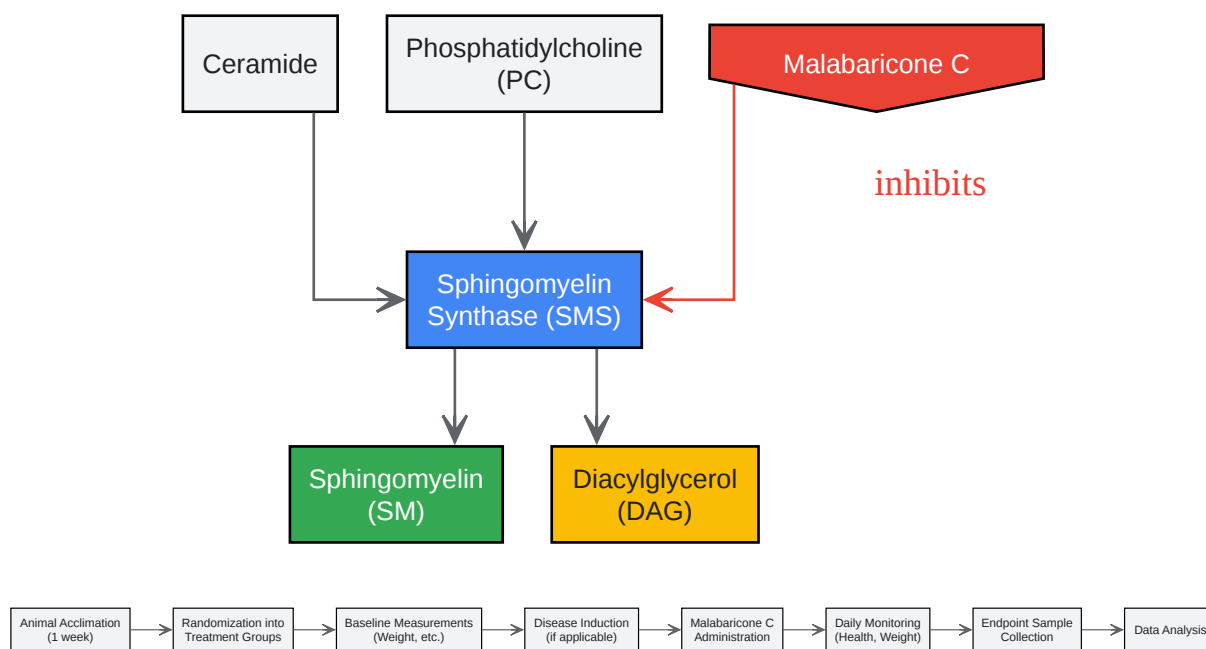 Ceramide
Phosphatidylcholine
(PC)
Malabaricone C
inhibits
Sphingomyelin
Synthase (SMS)
Sphingomyelin
(SM)
Diacylglycerol
(DAG)
Animal Acclimation
(1 week)
Randomization into
Treatment Groups
Baseline Measurements
(Weight, etc.)
Disease Induction
(if applicable)
Malabaricone C
Administration
Daily Monitoring
(Health, Weight)
Endpoint Sample
Collection
Data Analysis